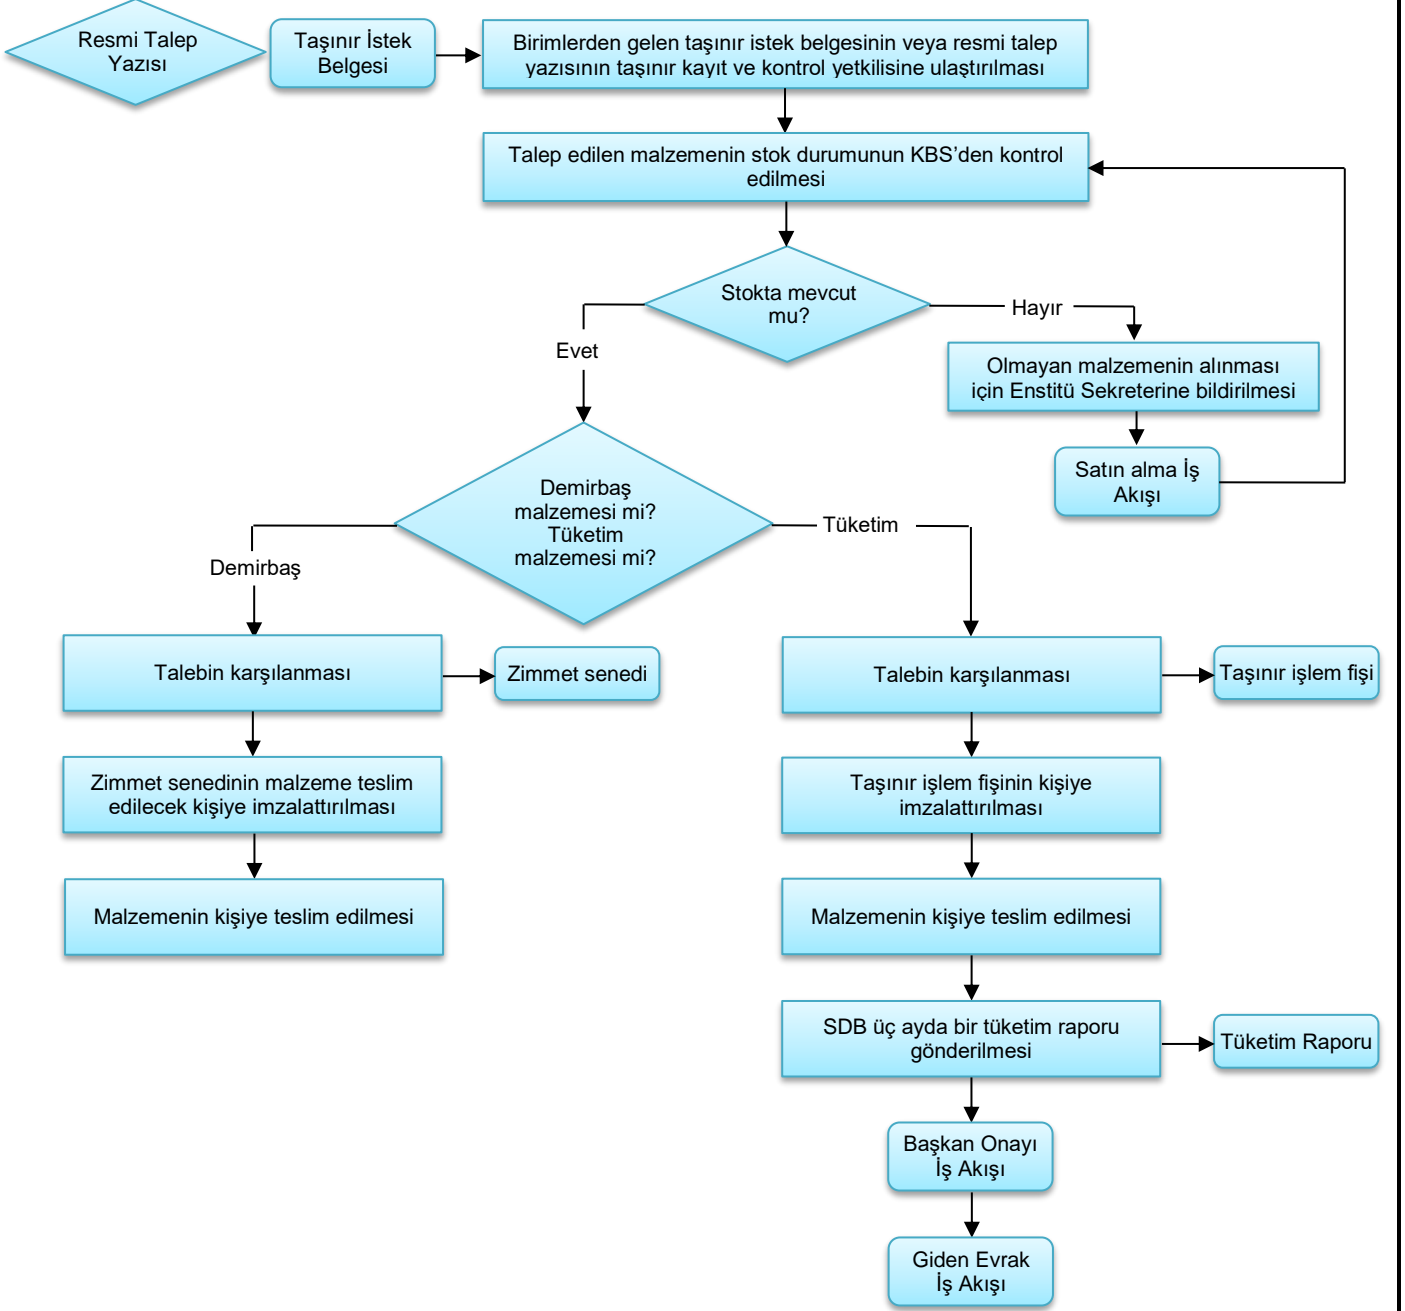 Resmi Talep
Yazısı
Taşınır İstek
Belgesi
Birimlerden gelen taşınır istek belgesinin veya resmi talep
yazısının taşınır kayıt ve kontrol yetkilisine ulaştırılması
Talep edilen malzemenin stok durumunun KBS’den kontrol
edilmesi
Stokta mevcut
mu?
Hayır
Evet
Olmayan malzemenin alınması
için Enstitü Sekreterine bildirilmesi
Satın alma İş
Akışı
Demirbaş
malzemesi mi?
Tüketim
malzemesi mi?
Tüketim
Demirbaş
Talebin karşılanması
Zimmet senedi
Talebin karşılanması
Taşınır işlem fişi
Zimmet senedinin malzeme teslim
edilecek kişiye imzalattırılması
Taşınır işlem fişinin kişiye
imzalattırılması
Malzemenin kişiye teslim edilmesi
Malzemenin kişiye teslim edilmesi
SDB üç ayda bir tüketim raporu
gönderilmesi
Tüketim Raporu
Başkan Onayı
İş Akışı
Giden Evrak
İş Akışı